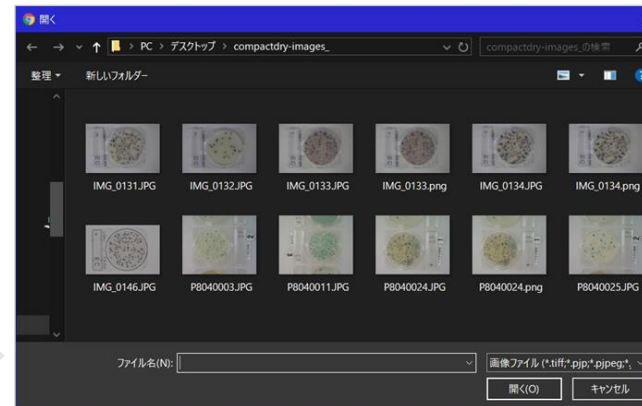 開く
PC > デスクトップ > compactdry-images_
compactdry-images_の検索
整理 新しいフォルダー
IMG_0131.JPG IMG_0132.JPG IMG_0133.JPG IMG_0133.png IMG_0134.JPG IMG_0134.png
IMG_0146.JPG P8040003.JPG P8040011.JPG P8040024.JPG P8040024.png P8040025.JPG
ファイル名(N): 画像ファイル (*.tiff;*.pjp;*.pjpeg;*.
開く(O) キャンセル